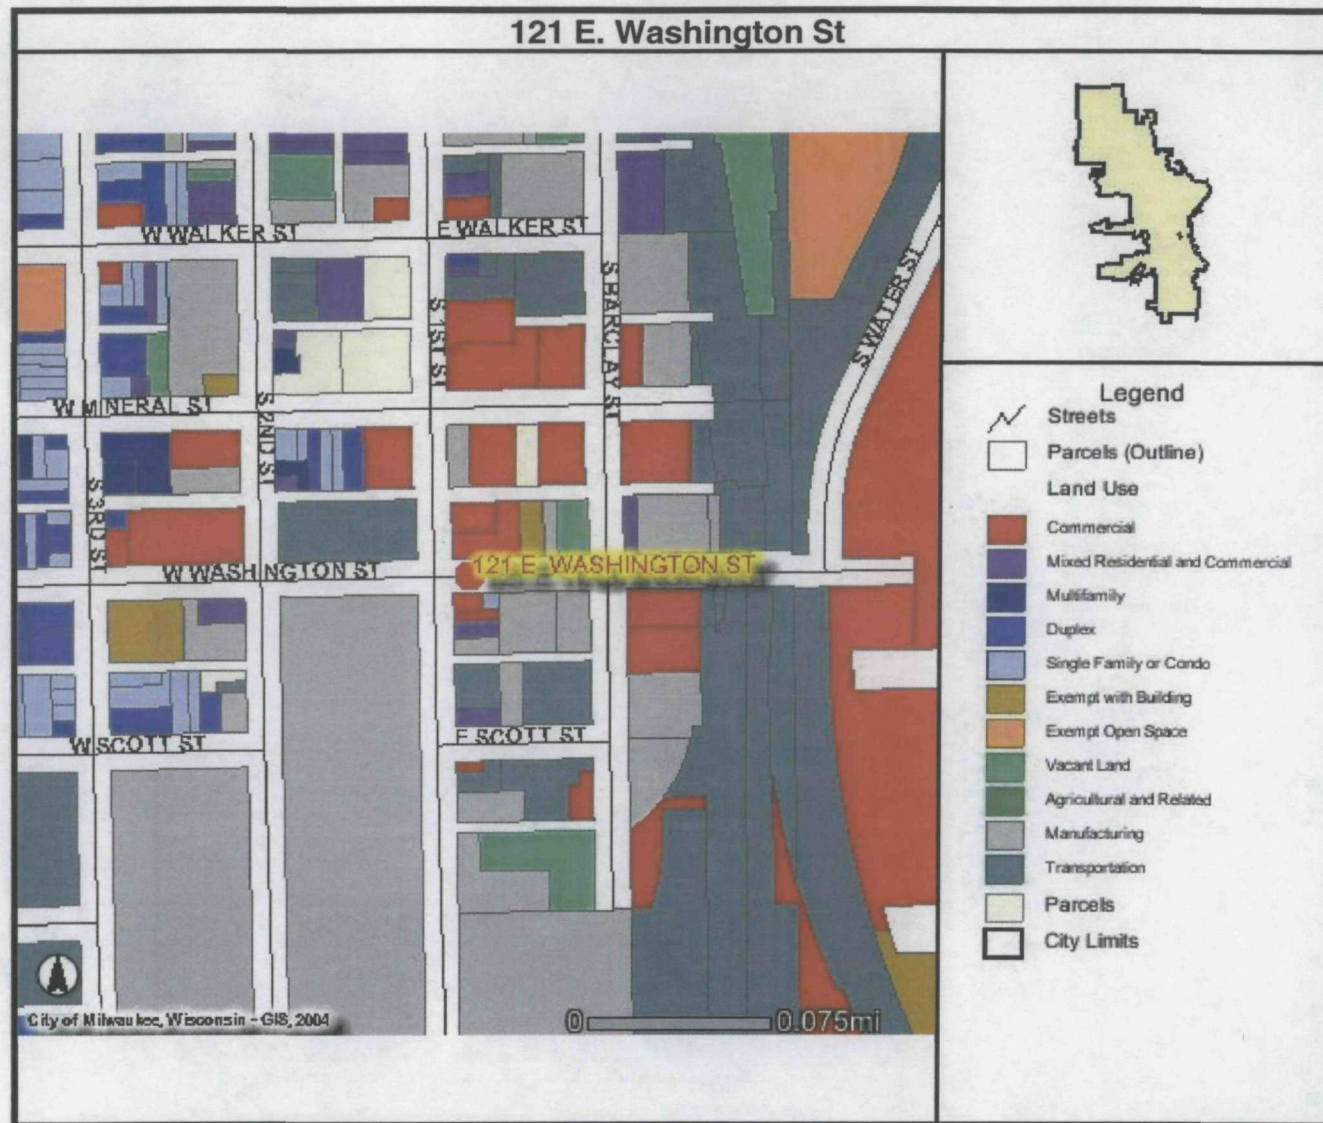 121 E. Washington St
W WALKER ST
E WALKER ST
S BARCLAY ST
S 1ST ST
S WATER ST
W MINERAL ST
S 2ND ST
S 3RD ST
121 E. WASHINGTON ST
W WASHINGTON ST
W SCOTT ST
E SCOTT ST
City of Milwaukee, Wisconsin - GIS, 2004
0 0.075mi
Legend
Streets
Parcels (Outline)
Land Use
Commercial
Mixed Residential and Commercial
Multifamily
Duplex
Single Family or Condo
Exempt with Building
Exempt Open Space
Vacant Land
Agricultural and Related
Manufacturing
Transportation
Parcels
City Limits